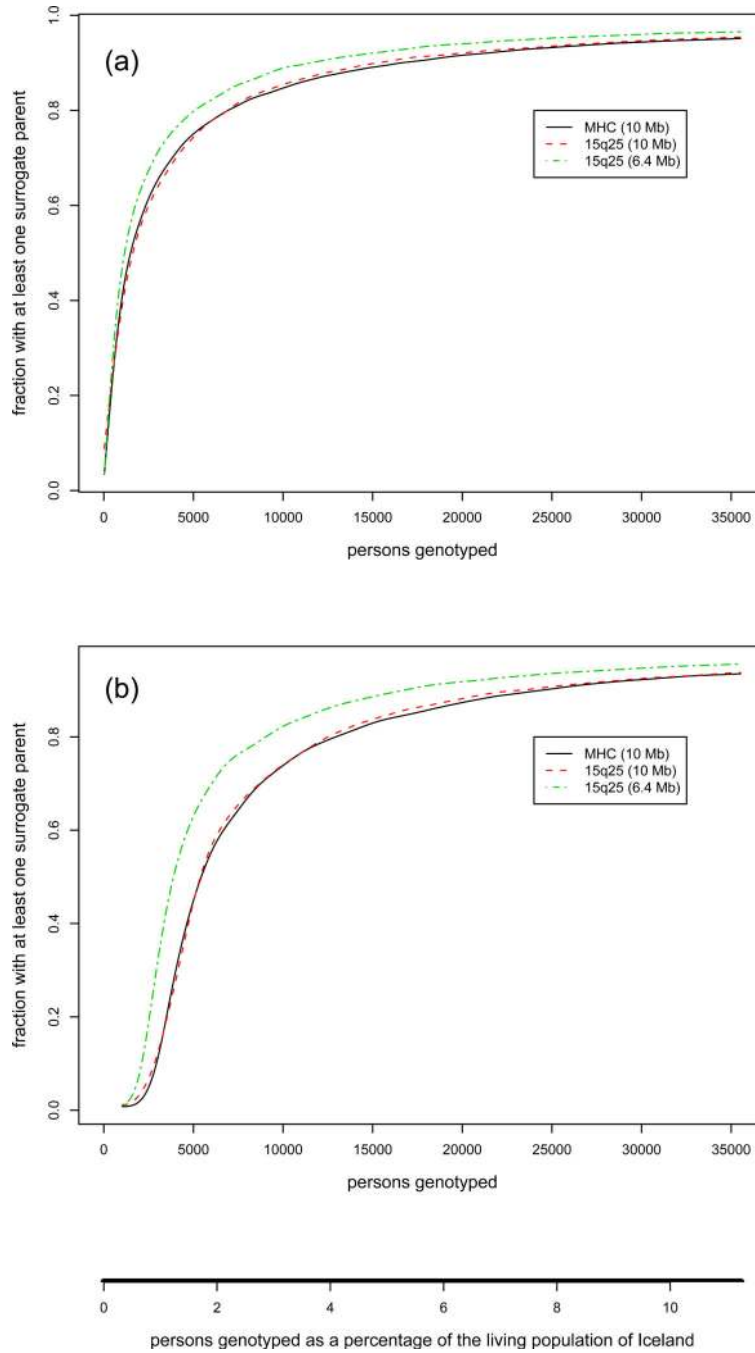 (a)
fraction with at least one surrogate parent
1.0
0.8
0.6
0.4
0.2
0.0
MHC (10 Mb)
15q25 (10 Mb)
15q25 (6.4 Mb)
0 5000 10000 15000 20000 25000 30000 35000
persons genotyped
(b)
fraction with at least one surrogate parent
0.8
0.6
0.4
0.2
0.0
MHC (10 Mb)
15q25 (10 Mb)
15q25 (6.4 Mb)
0 5000 10000 15000 20000 25000 30000 35000
persons genotyped
0 2 4 6 8 10
persons genotyped as a percentage of the living population of Iceland